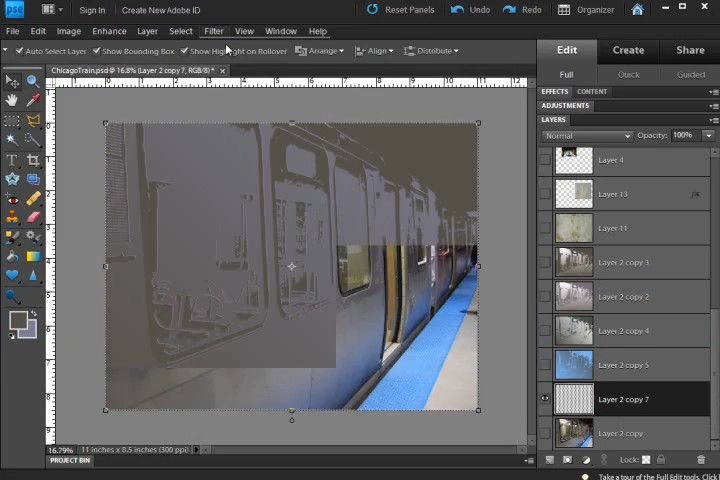 pse Sign In Create New Adobe ID Reset Panels Undo Redo Organizer Help
File Edit Image Enhance Layer Select Filter View Window Help
Auto Select Layer Show Bounding Box Show Highlight on Rollover Arrange Align Distribute
Edit Create Share
ChicagoTrain.psd @ 16.8% (Layer 2 copy 7, RGB/8) * ×
Full Quick Guided
EFFECTS CONTENT
ADJUSTMENTS
LAYERS
Normal Opacity: 100%
Layer 4
Layer 13
Layer 11
Layer 2 copy 3
Layer 2 copy 2
Layer 2 copy 4
Layer 2 copy 5
Layer 2 copy 7
Layer 2 copy
16.79% 11 inches x 8.5 inches (300 ppi)
Lock:
PROJECT BIN
Take a tour of the Full Edit tools. Click